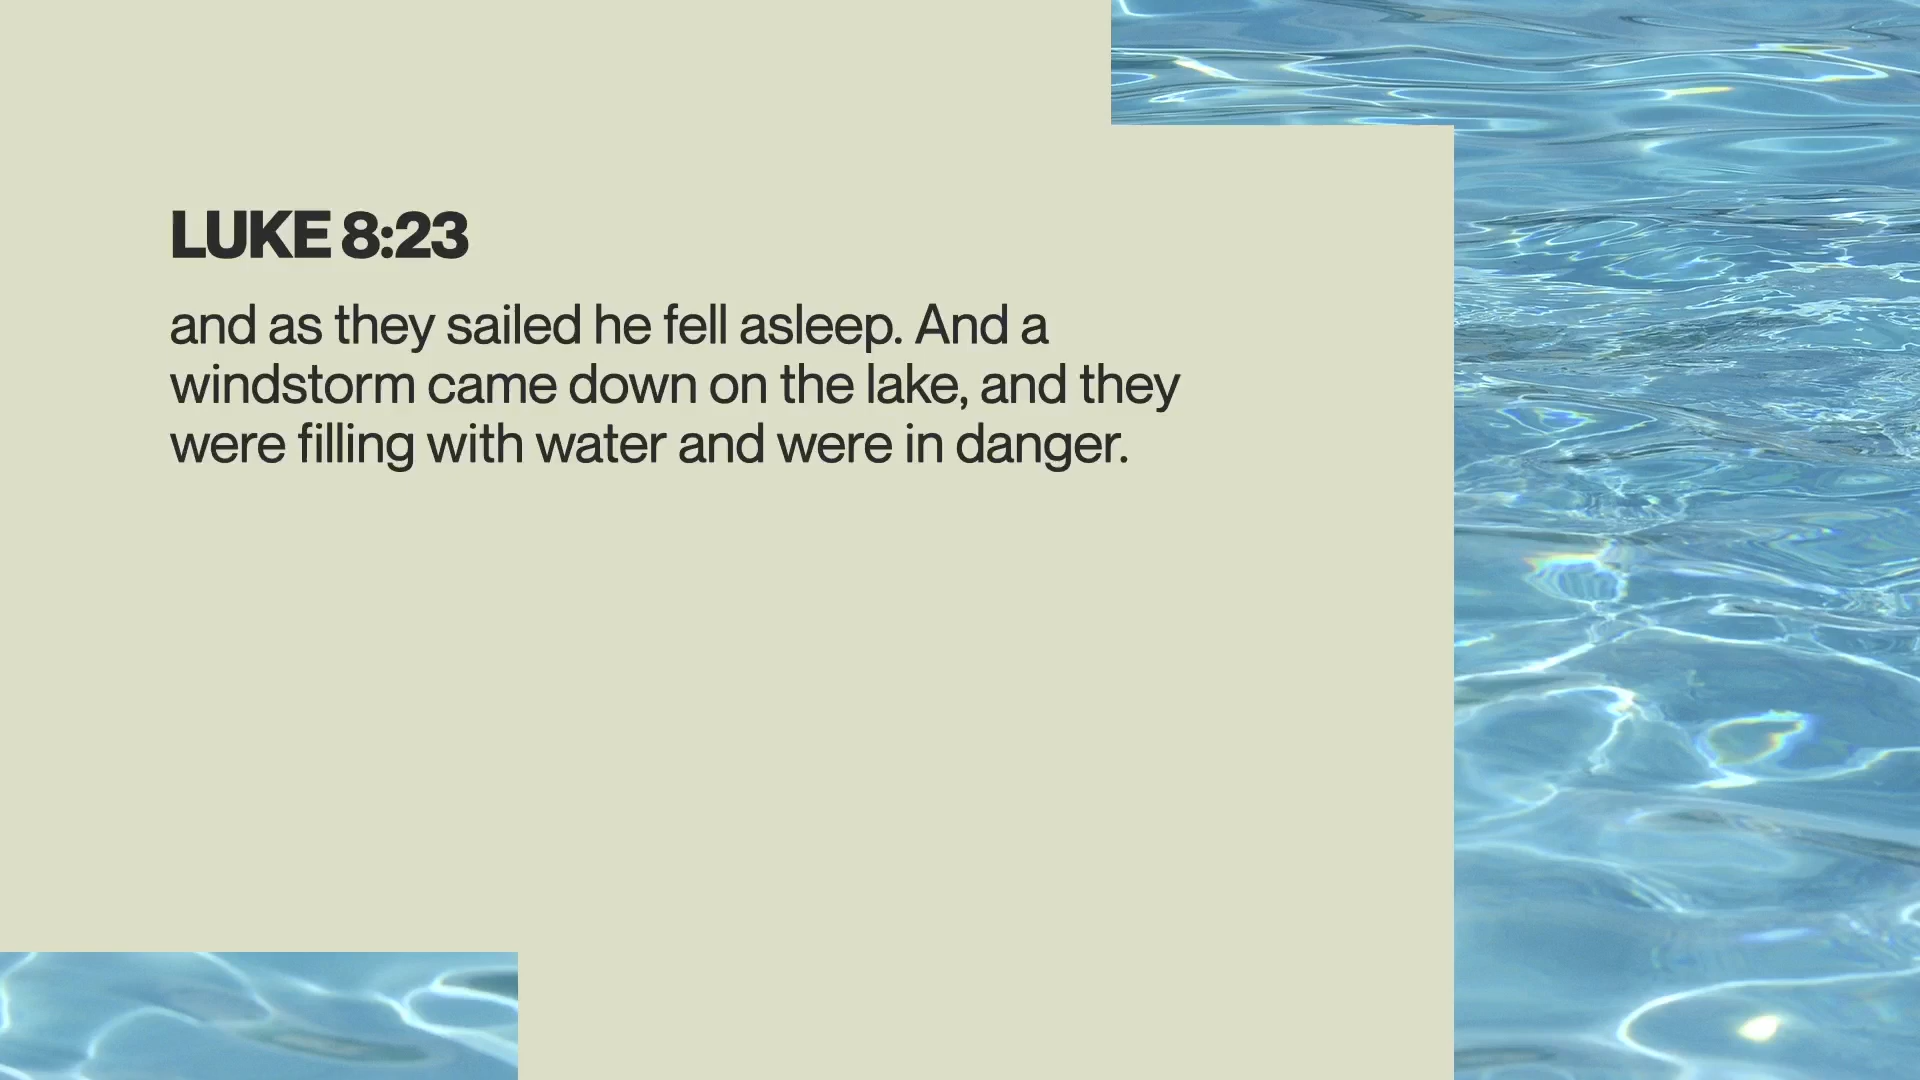 LUKE 8:23
and as they sailed he fell asleep. And a
windstorm came down on the lake, and they
were filling with water and were in danger.